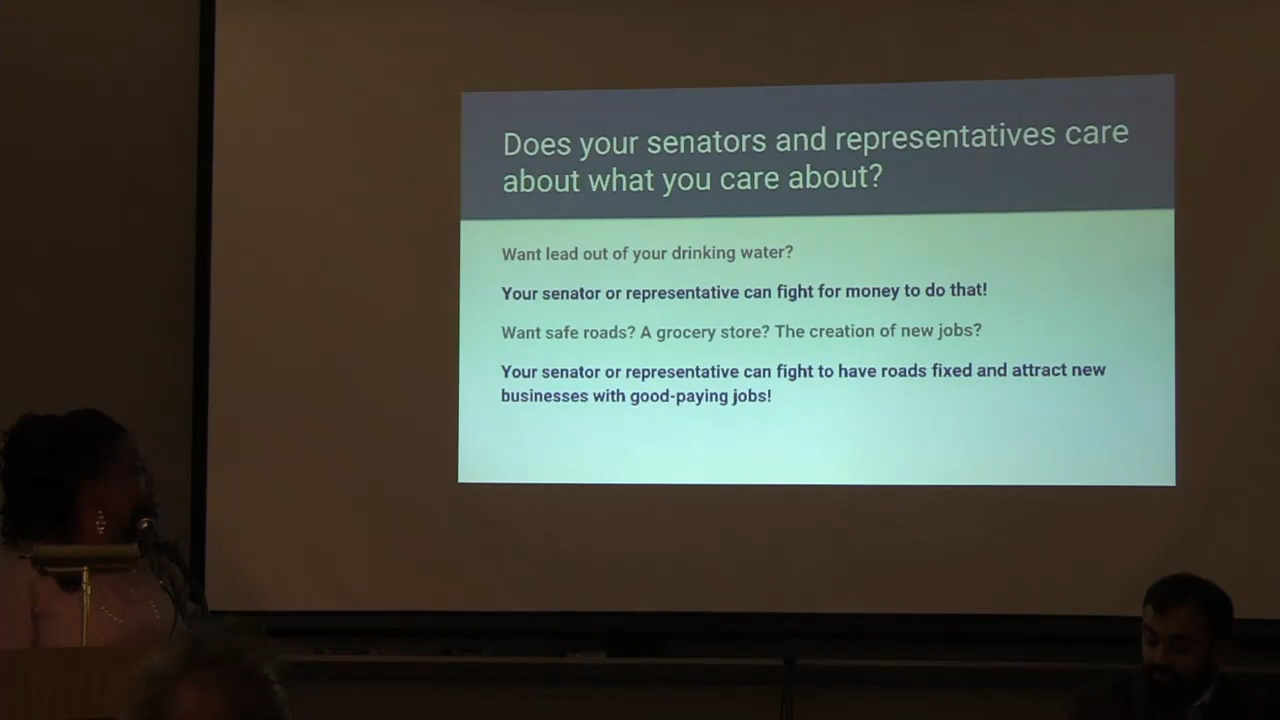 Does your senators and representatives care
about what you care about?
Want lead out of your drinking water?
Your senator or representative can fight for money to do that!
Want safe roads? A grocery store? The creation of new jobs?
Your senator or representative can fight to have roads fixed and attract new
businesses with good-paying jobs!